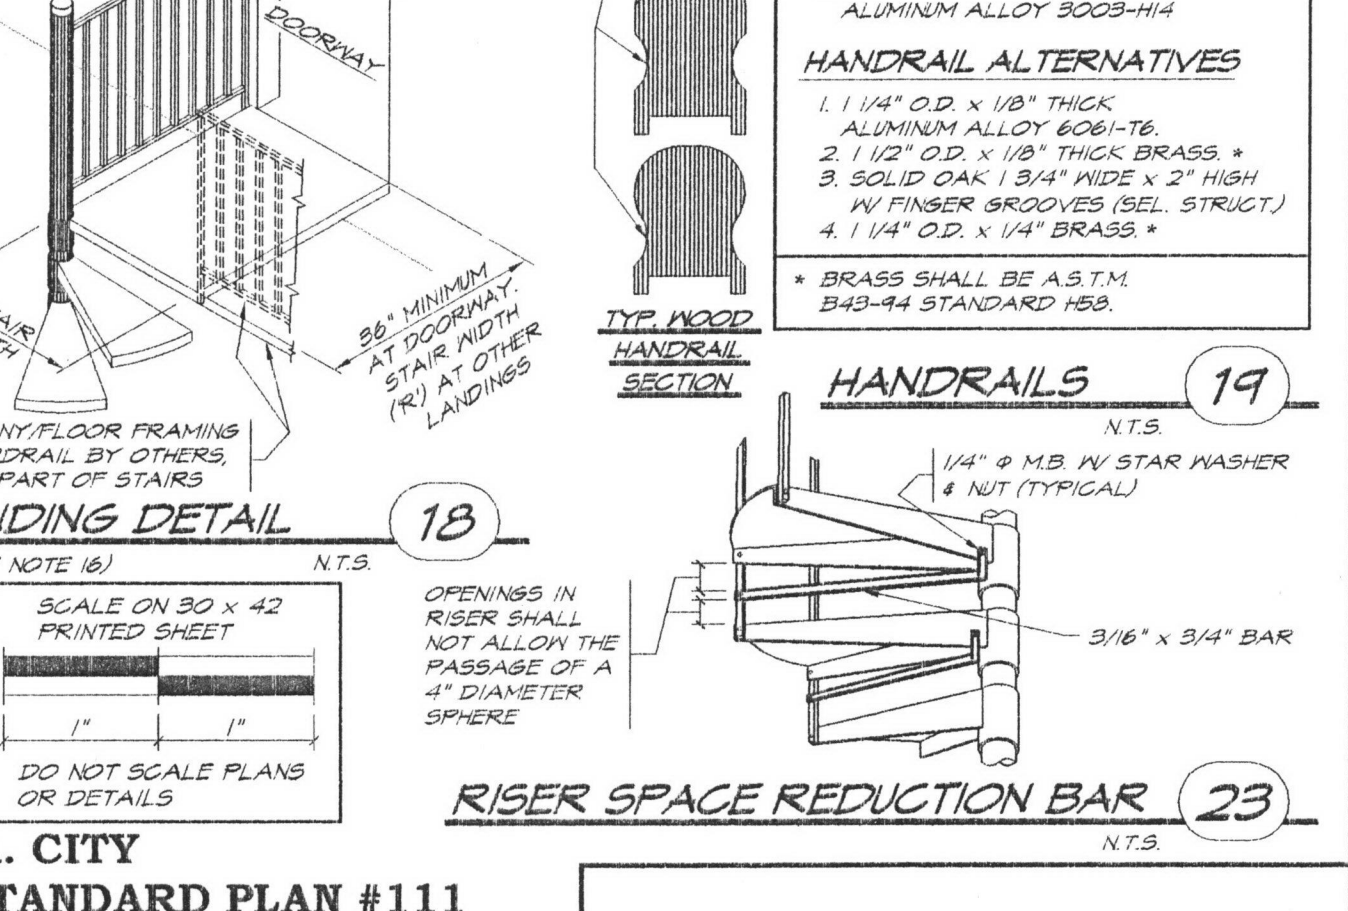 DOORWAY
36" MINIMUM
AT DOORWAY.
STAIR WIDTH
(R') AT OTHER
LANDINGS
NY/FLOOR FRAMING
DRAIL BY OTHERS,
PART OF STAIRS
NDING DETAIL
18
NOTE 16)
N.T.S.
SCALE ON 30 x 42
PRINTED SHEET
1"
1"
DO NOT SCALE PLANS
OR DETAILS
. CITY
TANDARD PLAN #111
TYP. WOOD
HANDRAIL
SECTION
ALUMINUM ALLOY 3003-H14
HANDRAIL ALTERNATIVES
1. 1 1/4" O.D. x 1/8" THICK
ALUMINUM ALLOY 6061-T6.
2. 1 1/2" O.D. x 1/8" THICK BRASS. *
3. SOLID OAK 1 3/4" WIDE x 2" HIGH
W/ FINGER GROOVES (SEL. STRUCT.)
4. 1 1/4" O.D. x 1/4" BRASS. *
* BRASS SHALL BE A.S.T.M.
B43-94 STANDARD H58.
HANDRAILS
19
N.T.S.
1/4" Φ M.B. W/ STAR WASHER
& NUT (TYPICAL)
OPENINGS IN
RISER SHALL
NOT ALLOW THE
PASSAGE OF A
4" DIAMETER
SPHERE
3/16" x 3/4" BAR
RISER SPACE REDUCTION BAR
23
N.T.S.